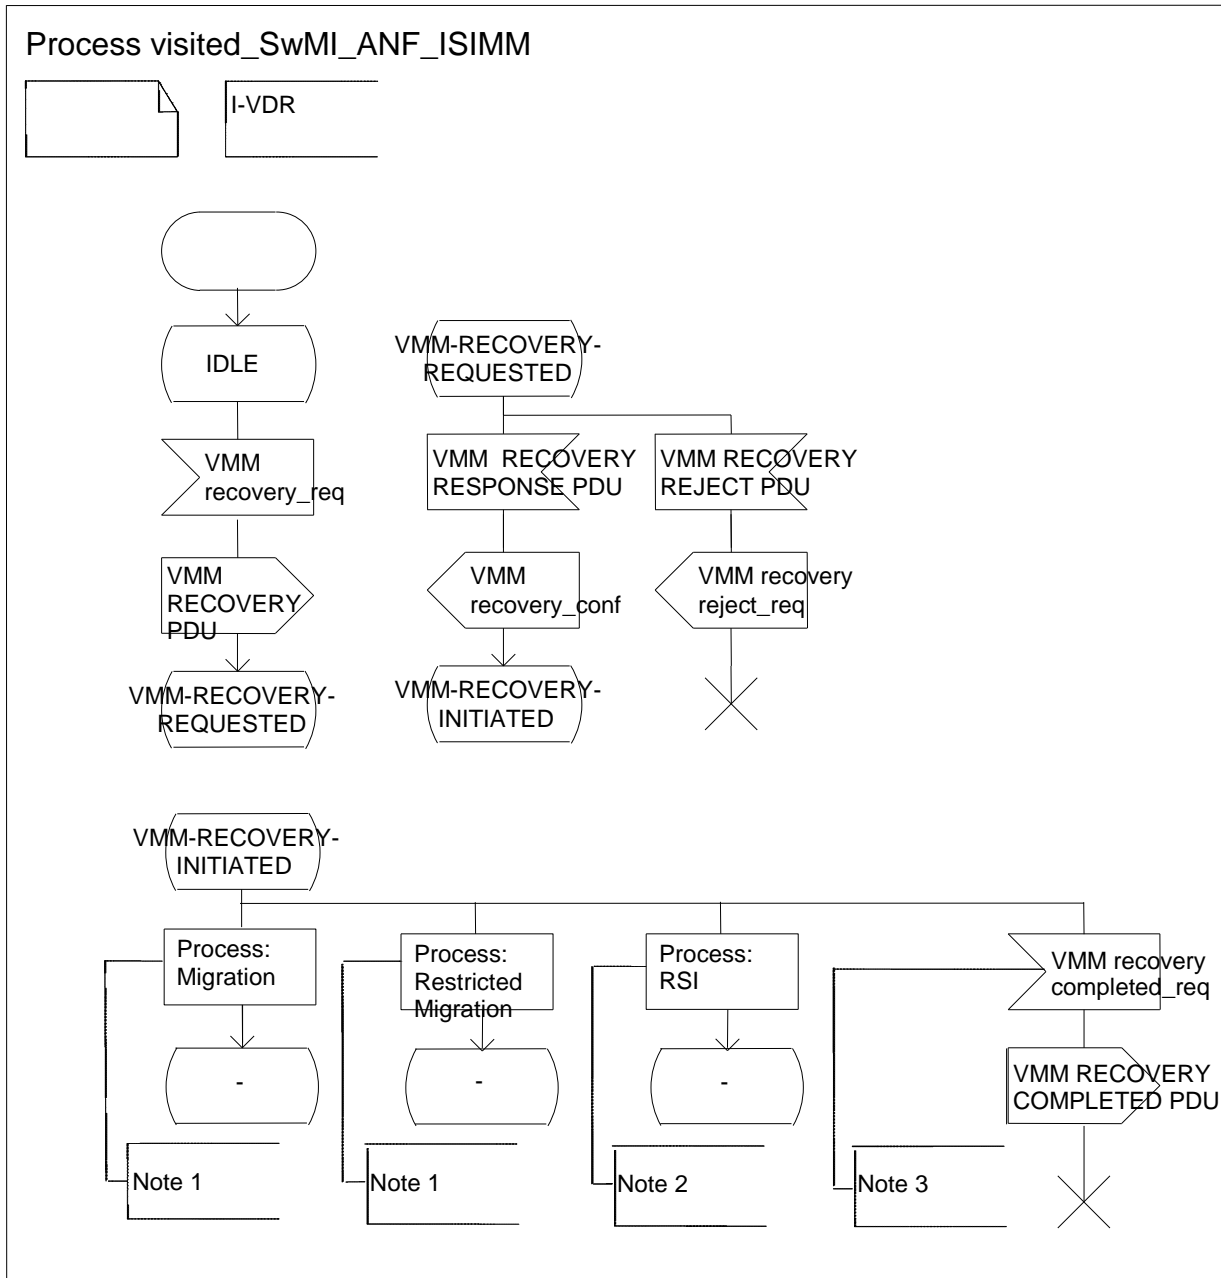 Process visited_SwMI_ANF_ISIMM
I-VDR
IDLE
VMM
recovery_req
VMM
RECOVERY
PDU
VMM-RECOVERY-
REQUESTED
VMM-RECOVERY-
REQUESTED
VMM RECOVERY
RESPONSE PDU
VMM RECOVERY
REJECT PDU
VMM
recovery_conf
VMM recovery
reject_req
VMM-RECOVERY-
INITIATED
VMM-RECOVERY-
INITIATED
Process:
Migration
Process:
Restricted
Migration
Process:
RSI
VMM recovery
completed_req
-
-
-
VMM RECOVERY
COMPLETED PDU
Note 1
Note 1
Note 2
Note 3